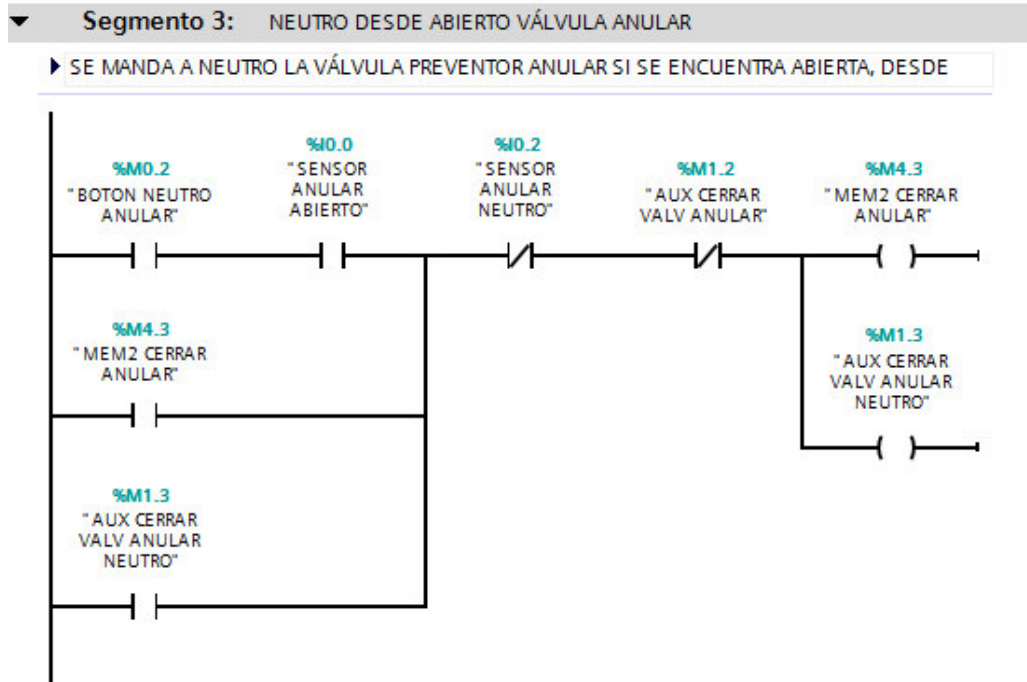 Segmento 3: NEUTRO DESDE ABIERTO VÁLVULA ANULAR
SE MANDA A NEUTRO LA VÁLVULA PREVENTOR ANULAR SI SE ENCUENTRA ABIERTA, DESDE
%M0.2
"BOTON NEUTRO
ANULAR"
%I0.0
"SENSOR
ANULAR
ABIERTO"
%I0.2
"SENSOR
ANULAR
NEUTRO"
%M1.2
"AUX CERRAR
VALV ANULAR"
%M4.3
"MEM2 CERRAR
ANULAR"
%M4.3
"MEM2 CERRAR
ANULAR"
%M1.3
"AUX CERRAR
VALV ANULAR
NEUTRO"
%M1.3
"AUX CERRAR
VALV ANULAR
NEUTRO"